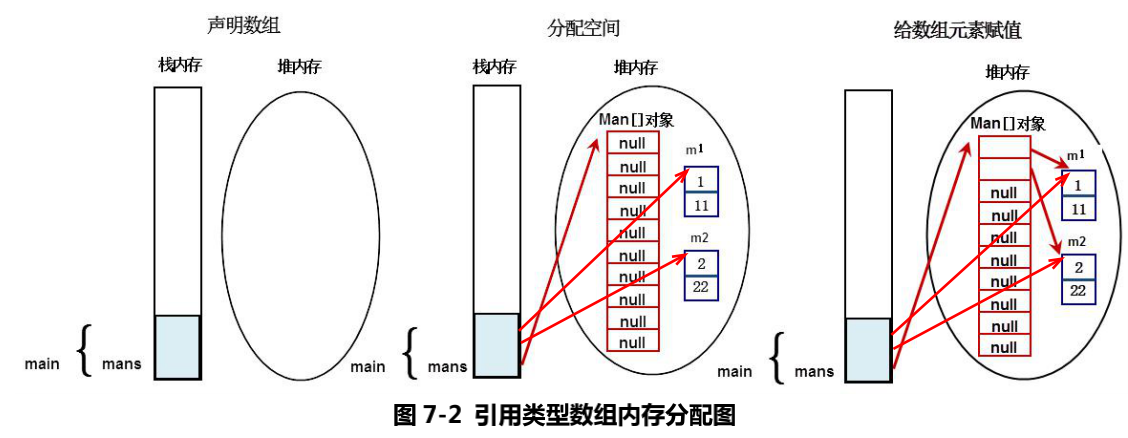 声明数组
栈内存 堆内存
main { mans
分配空间
栈内存 堆内存
Man[]对象
null
null
null
null
null
null
null
null
null
null
m1
1
11
m2
2
22
main { mans
给数组元素赋值
堆内存
Man[]对象
null
null
null
null
null
null
null
null
m1
1
11
m2
2
22
main { mans
图 7-2 引用类型数组内存分配图